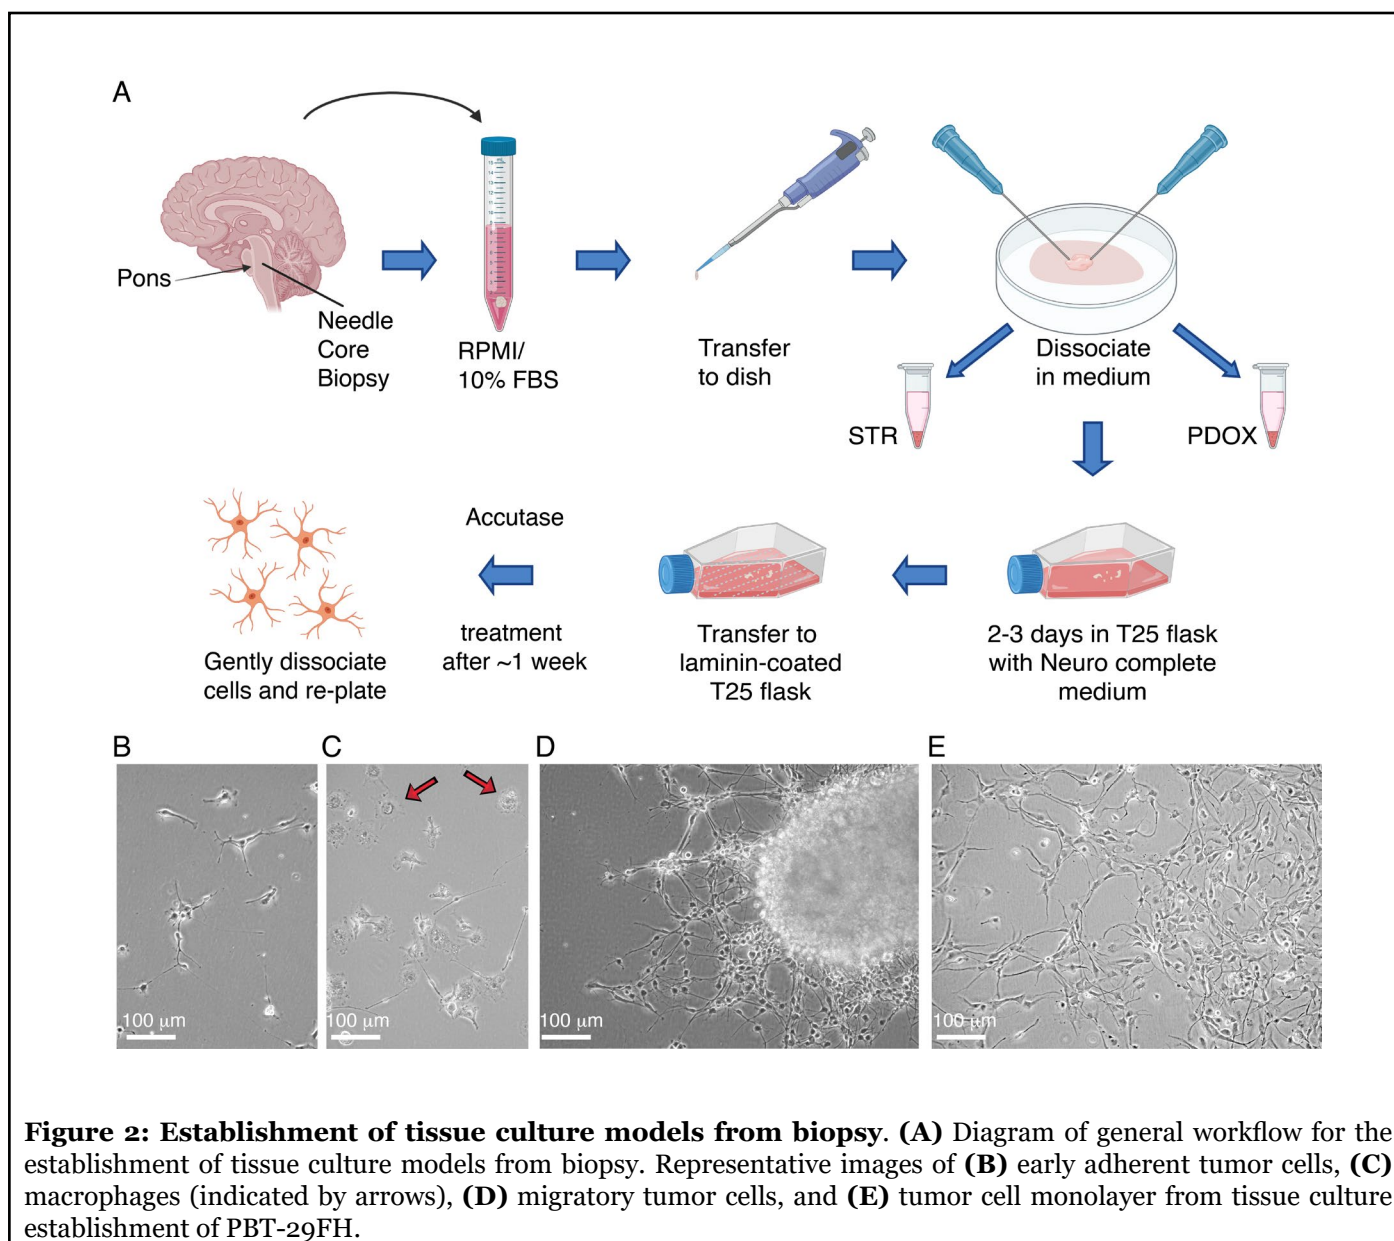 A
Pons
Needle
Core
Biopsy
RPMI/
10% FBS
Transfer
to dish
Dissociate
in medium
STR
PDOX
2-3 days in T25 flask
with Neuro complete
medium
Transfer to
laminin-coated
T25 flask
Accutase
treatment
after ~1 week
Gently dissociate
cells and re-plate
B
100 µm
C
100 µm
D
100 µm
E
100 µm
Figure 2: Establishment of tissue culture models from biopsy. (A) Diagram of general workflow for the
establishment of tissue culture models from biopsy. Representative images of (B) early adherent tumor cells, (C)
macrophages (indicated by arrows), (D) migratory tumor cells, and (E) tumor cell monolayer from tissue culture
establishment of PBT-29FH.